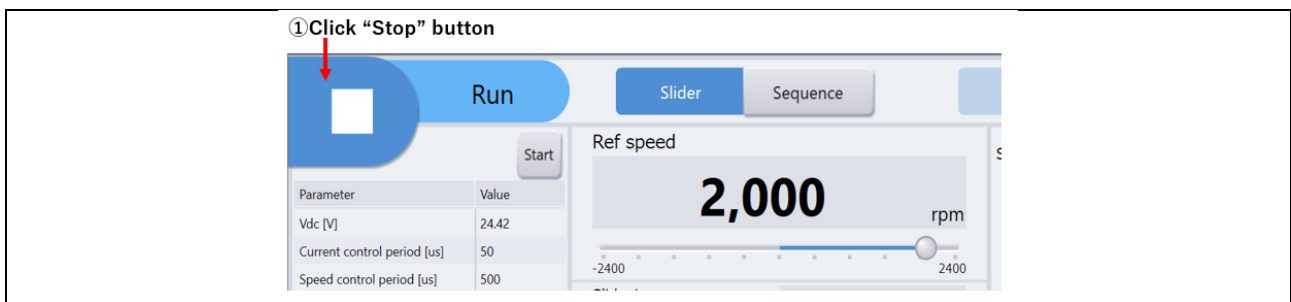 ①Click “Stop” button
Run
Slider
Sequence
Start
Ref speed
2,000
rpm
-2400
2400
Parameter Value
Vdc [V] 24.42
Current control period [us] 50
Speed control period [us] 500